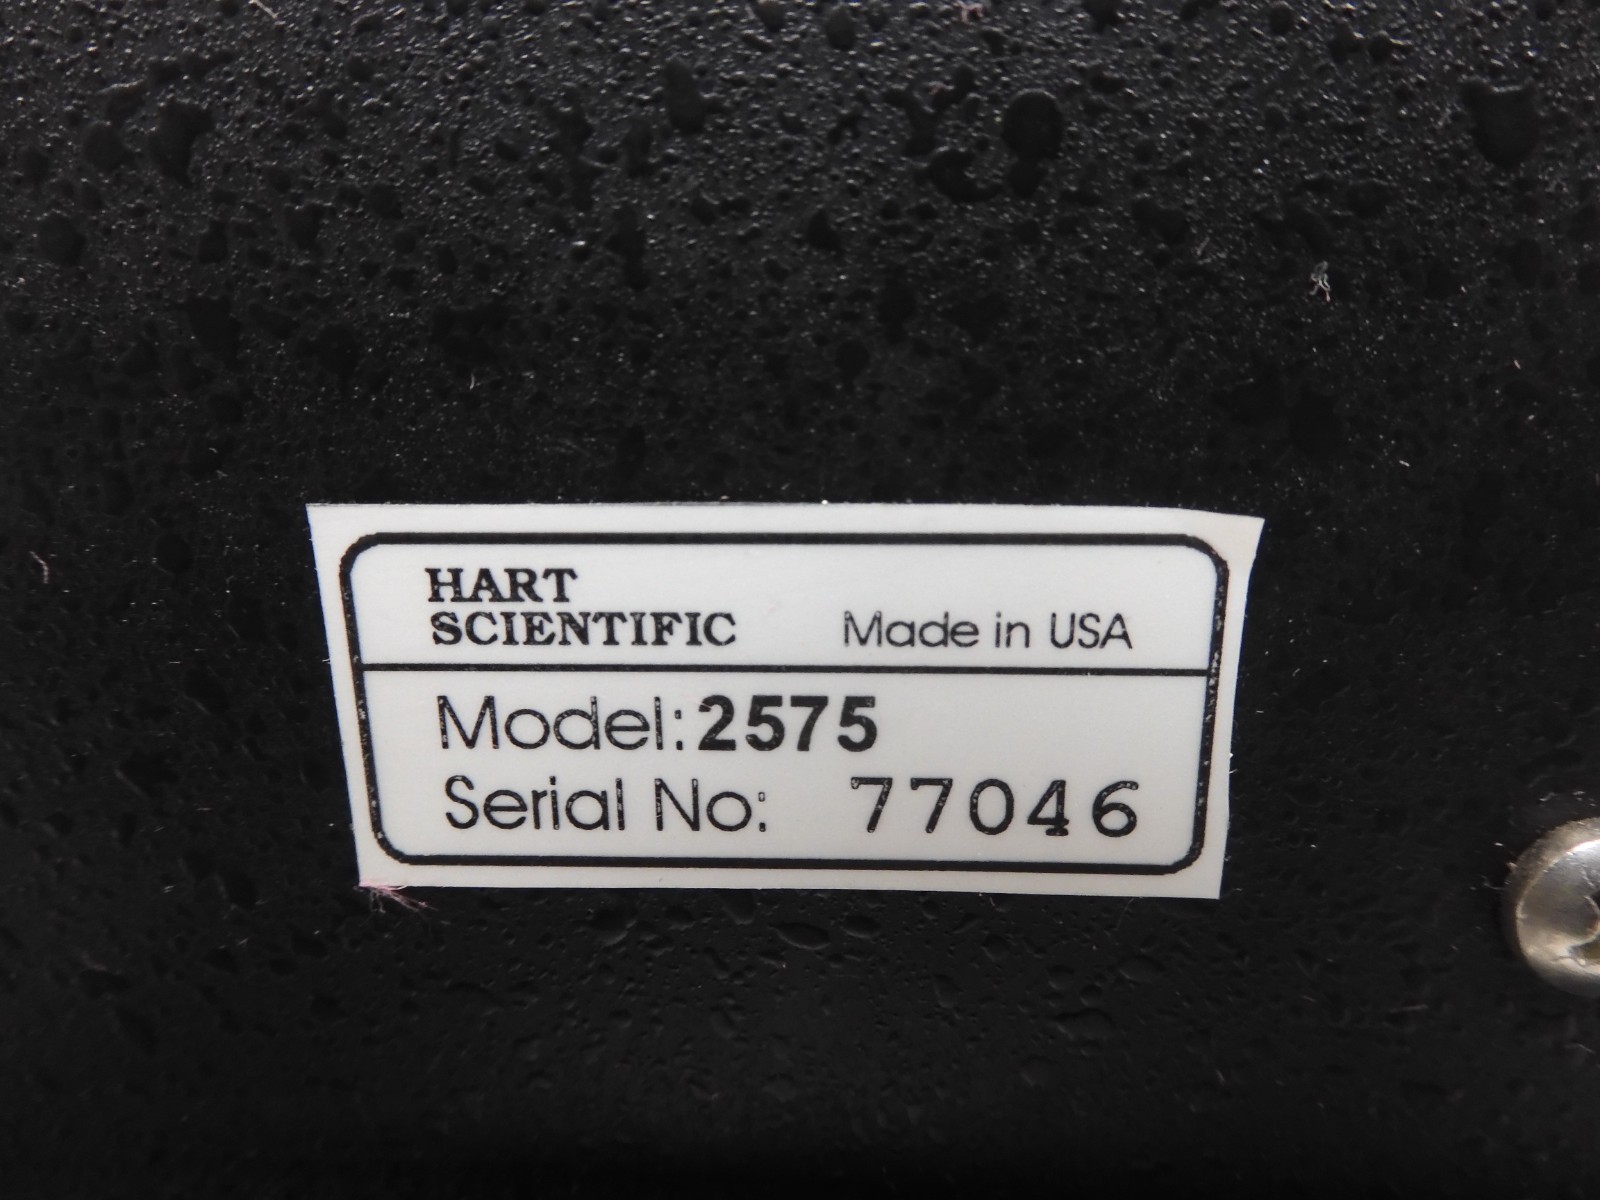 HART
SCIENTIFIC
Made in USA
Model: 2575
Serial No: 77046